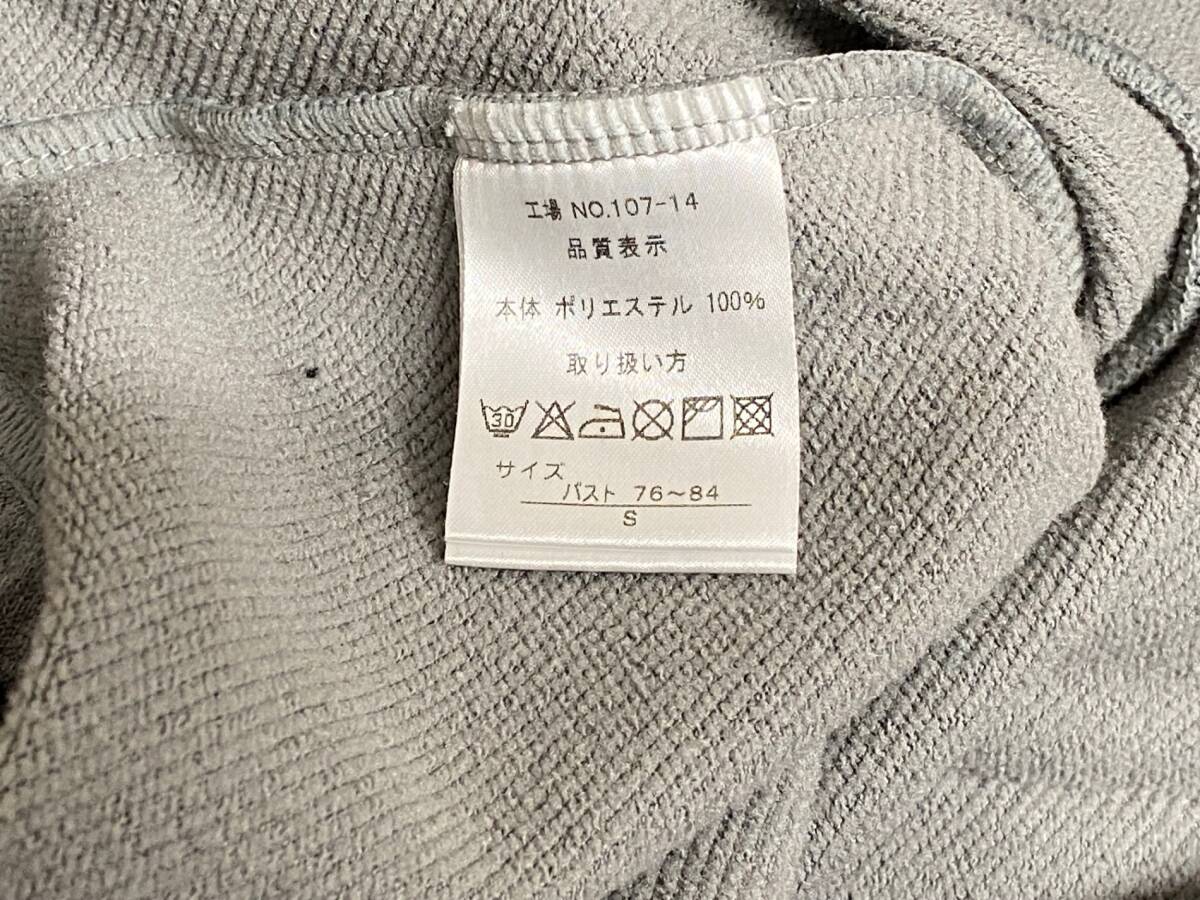 工場 NO.107-14
品質表示
本体 ポリエステル 100%
取り扱い方
30
サイズ
バスト 76〜84
S